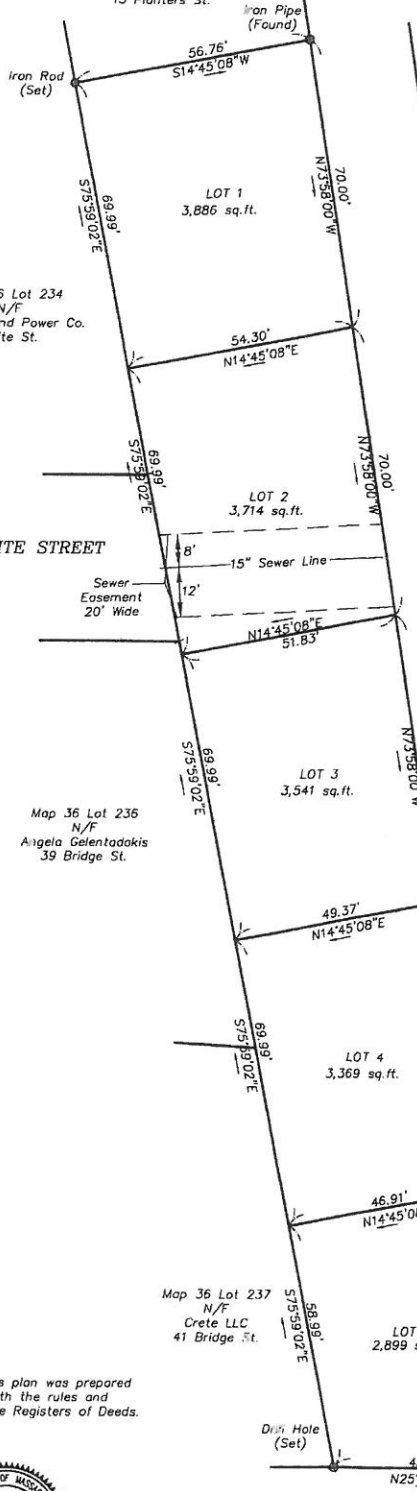 15 Planters St.
Iron Pipe
(Found)
56.76'
S14°45'08"W
Iron Rod
(Set)
69.99'
S75°59'02"E
LOT 1
3,886 sq.ft.
70.00'
N73°58'00"W
Lot 234
N/F
Power Co.
St.
54.30'
N14°45'08"E
69.99'
S75°59'02"E
70.00'
N73°58'00"W
LOT 2
3,714 sq.ft.
STREET
8'
15" Sewer Line
12'
Sewer
Easement
20' Wide
N14°45'08"E
51.83'
69.99'
S75°59'02"E
N73°58'00"W
LOT 3
3,541 sq.ft.
Map 36 Lot 236
N/F
Angela Gelentadakis
39 Bridge St.
49.37'
N14°45'08"E
69.99'
S75°59'02"E
LOT 4
3,369 sq.ft.
46.91'
N14°45'
Map 36 Lot 237
N/F
Crete LLC
41 Bridge St.
58.99'
S75°59'02"E
LOT
2,899
plan was prepared
the rules and
Registers of Deeds.
Drill Hole
(Set)
N25°
OF